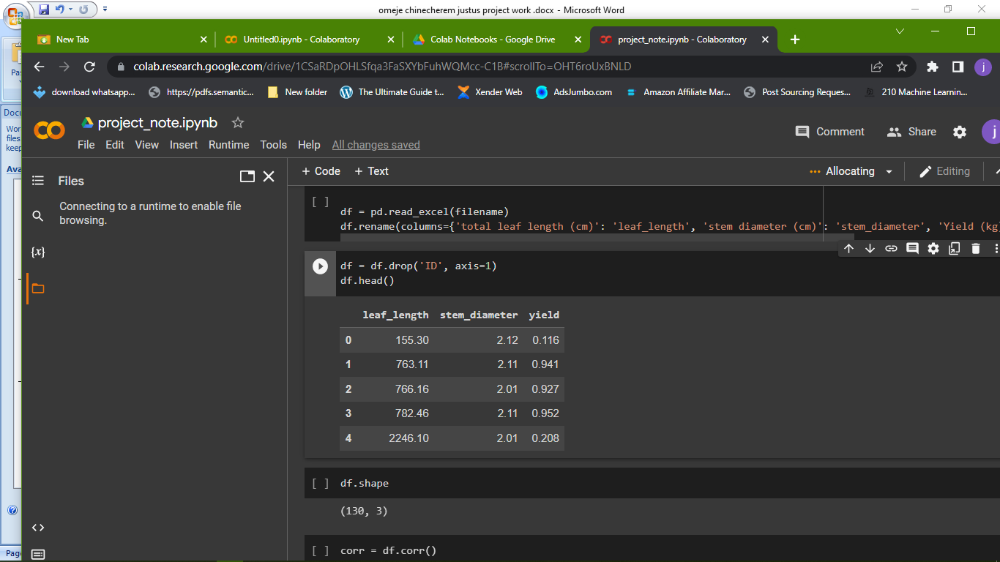 omeje chinecherem justus project work .docx - Microsoft Word
New Tab
Untitled0.ipynb - Colaboratory
Colab Notebooks - Google Drive
project_note.ipynb - Colaboratory
colab.research.google.com/drive/1CSaRDpOHLSfqa3FaSXYbFuhWQMcc-C1B#scrollTo=OHT6roUxBNLD
j
download whatsapp...
https://pdfs.semantic...
New folder
The Ultimate Guide t...
Xender Web
AdsJumbo.com
Amazon Affiliate Mar...
Post Sourcing Reques...
210 Machine Learnin...
project_note.ipynb
File Edit View Insert Runtime Tools Help All changes saved
Comment
Share
j
Files
Connecting to a runtime to enable file
browsing.
{x}
+ Code + Text
Allocating
Editing
[ ]
df = pd.read_excel(filename)
df.rename(columns={'total leaf length (cm)': 'leaf_length', 'stem diameter (cm)': 'stem_diameter', 'Yield (kg)
df = df.drop('ID', axis=1)
df.head()
leaf_length stem_diameter yield
0 155.30 2.12 0.116
1 763.11 2.11 0.941
2 766.16 2.01 0.927
3 782.46 2.11 0.952
4 2246.10 2.01 0.208
[ ] df.shape
(130, 3)
[ ] corr = df.corr()
Pas
Docu
Wor
files
keep
Ava
Page